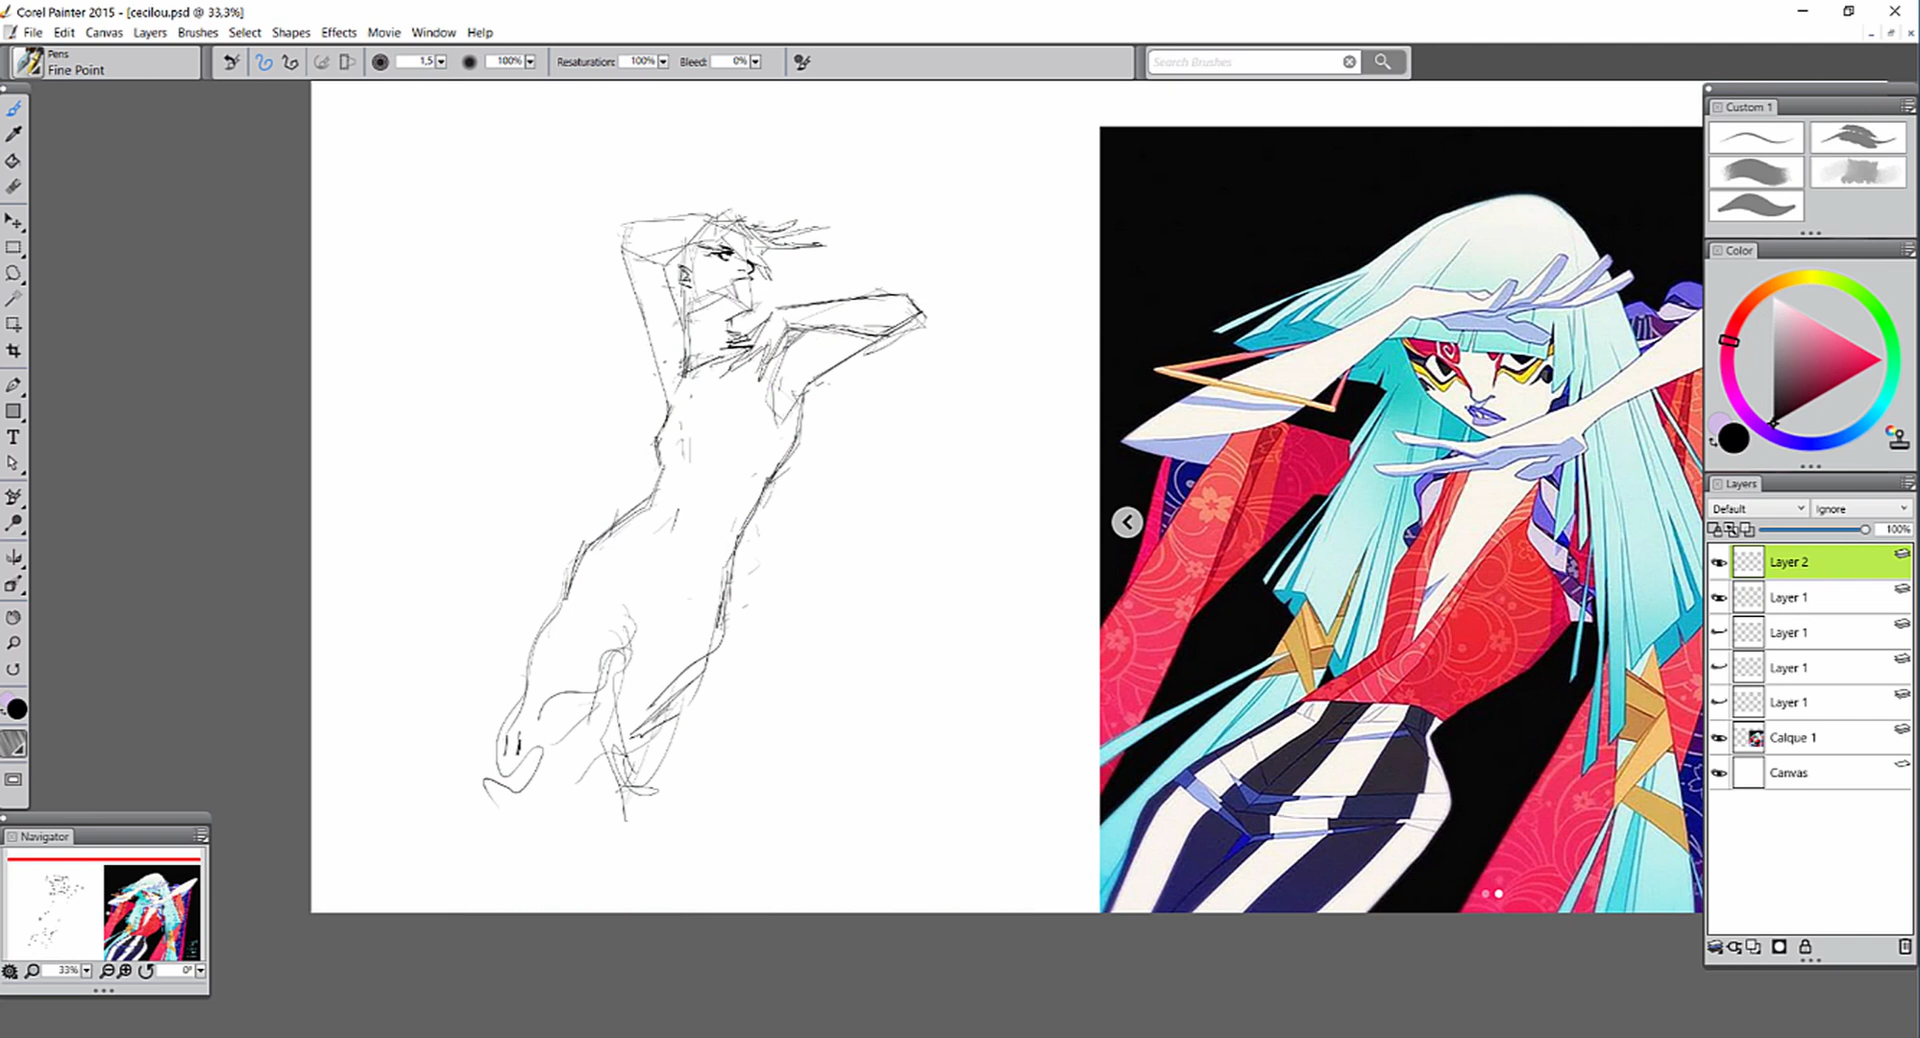 Corel Painter 2015 - [cecilou.psd @ 33,3%]
File Edit Canvas Layers Brushes Select Shapes Effects Movie Window Help
Pens
Fine Point
1,5
100%
Resaturation: 100%
Bleed: 0%
Search Brushes
Custom 1
Color
Layers
Default
Ignore
100%
Layer 2
Layer 1
Layer 1
Layer 1
Layer 1
Calque 1
Canvas
T
Navigator
33%
0°